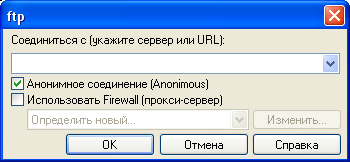 ftp
Соединиться с (укажите сервер или URL):
Анонимное соединение (Anonimous)
Использовать Firewall (прокси-сервер)
Определить новый... Изменить...
OK Отмена Справка